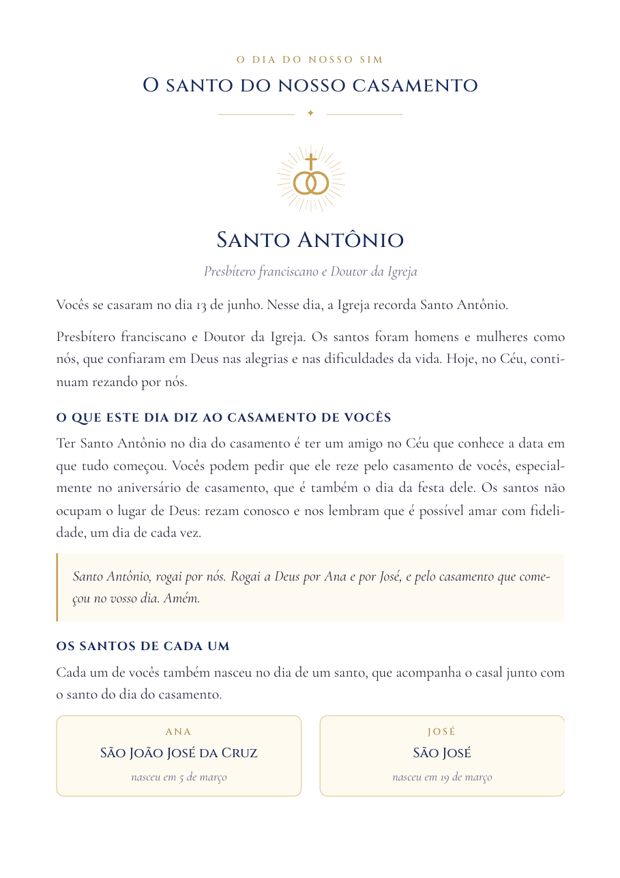 O DIA DO NOSSO SIM
O SANTO DO NOSSO CASAMENTO
SANTO ANTÔNIO
Presbítero franciscano e Doutor da Igreja
Vocês se casaram no dia 13 de junho. Nesse dia, a Igreja recorda Santo Antônio.
Presbítero franciscano e Doutor da Igreja. Os santos foram homens e mulheres como
nós, que confiaram em Deus nas alegrias e nas dificuldades da vida. Hoje, no Céu, conti-
nuam rezando por nós.
O QUE ESTE DIA DIZ AO CASAMENTO DE VOCÊS
Ter Santo Antônio no dia do casamento é ter um amigo no Céu que conhece a data em
que tudo começou. Vocês podem pedir que ele reze pelo casamento de vocês, especial-
mente no aniversário de casamento, que é também o dia da festa dele. Os santos não
ocupam o lugar de Deus: rezam conosco e nos lembram que é possível amar com fideli-
dade, um dia de cada vez.
Santo Antônio, rogai por nós. Rogai a Deus por Ana e por José, e pelo casamento que come-
çou no vosso dia. Amém.
OS SANTOS DE CADA UM
Cada um de vocês também nasceu no dia de um santo, que acompanha o casal junto com
o santo do dia do casamento.
ANA
SÃO JOÃO JOSÉ DA CRUZ
nasceu em 5 de março
JOSÉ
SÃO JOSÉ
nasceu em 19 de março